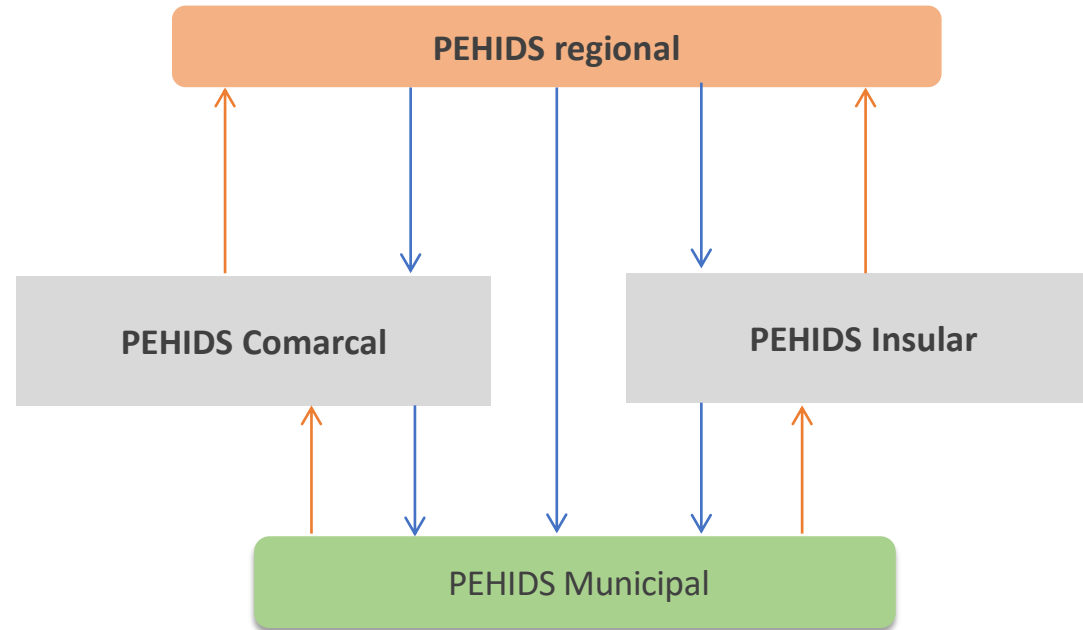 PEHIDS regional
PEHIDS Comarcal
PEHIDS Insular
PEHIDS Municipal